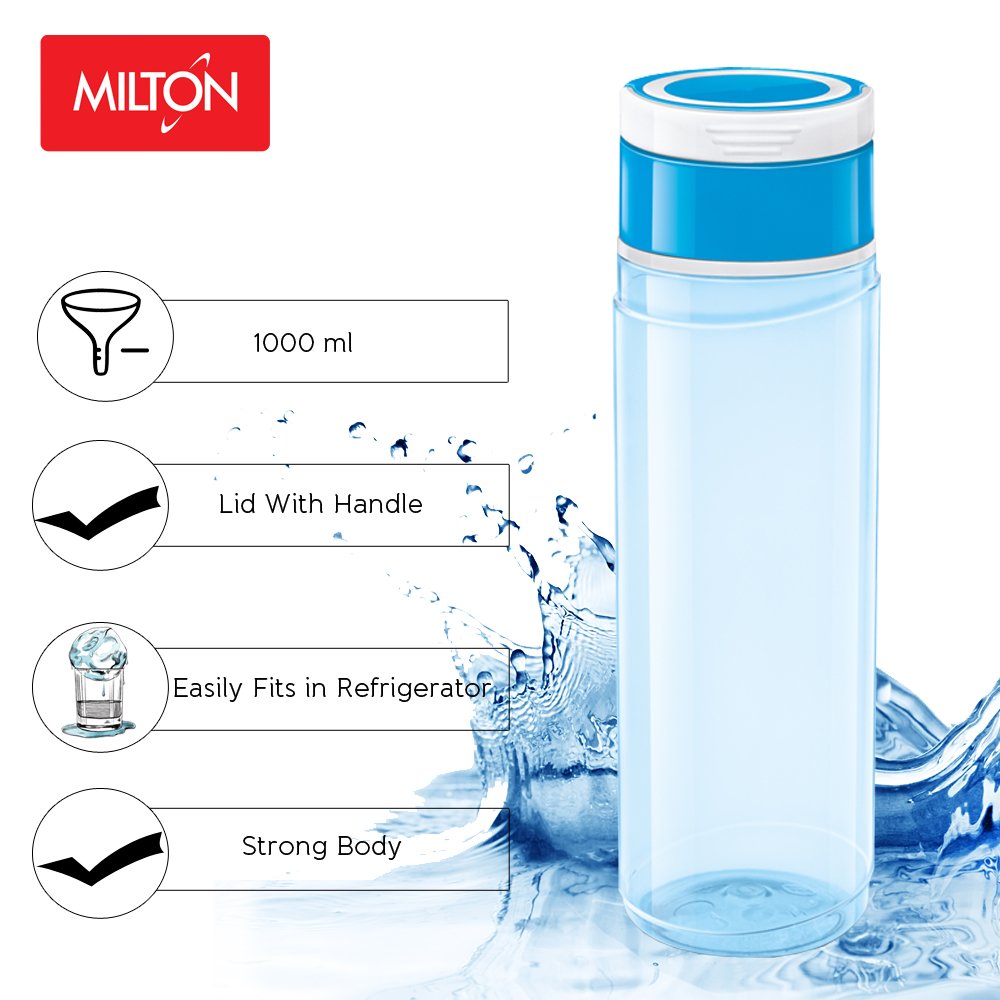 MILTON
1000 ml
Lid With Handle
Easily Fits in Refrigerator
Strong Body